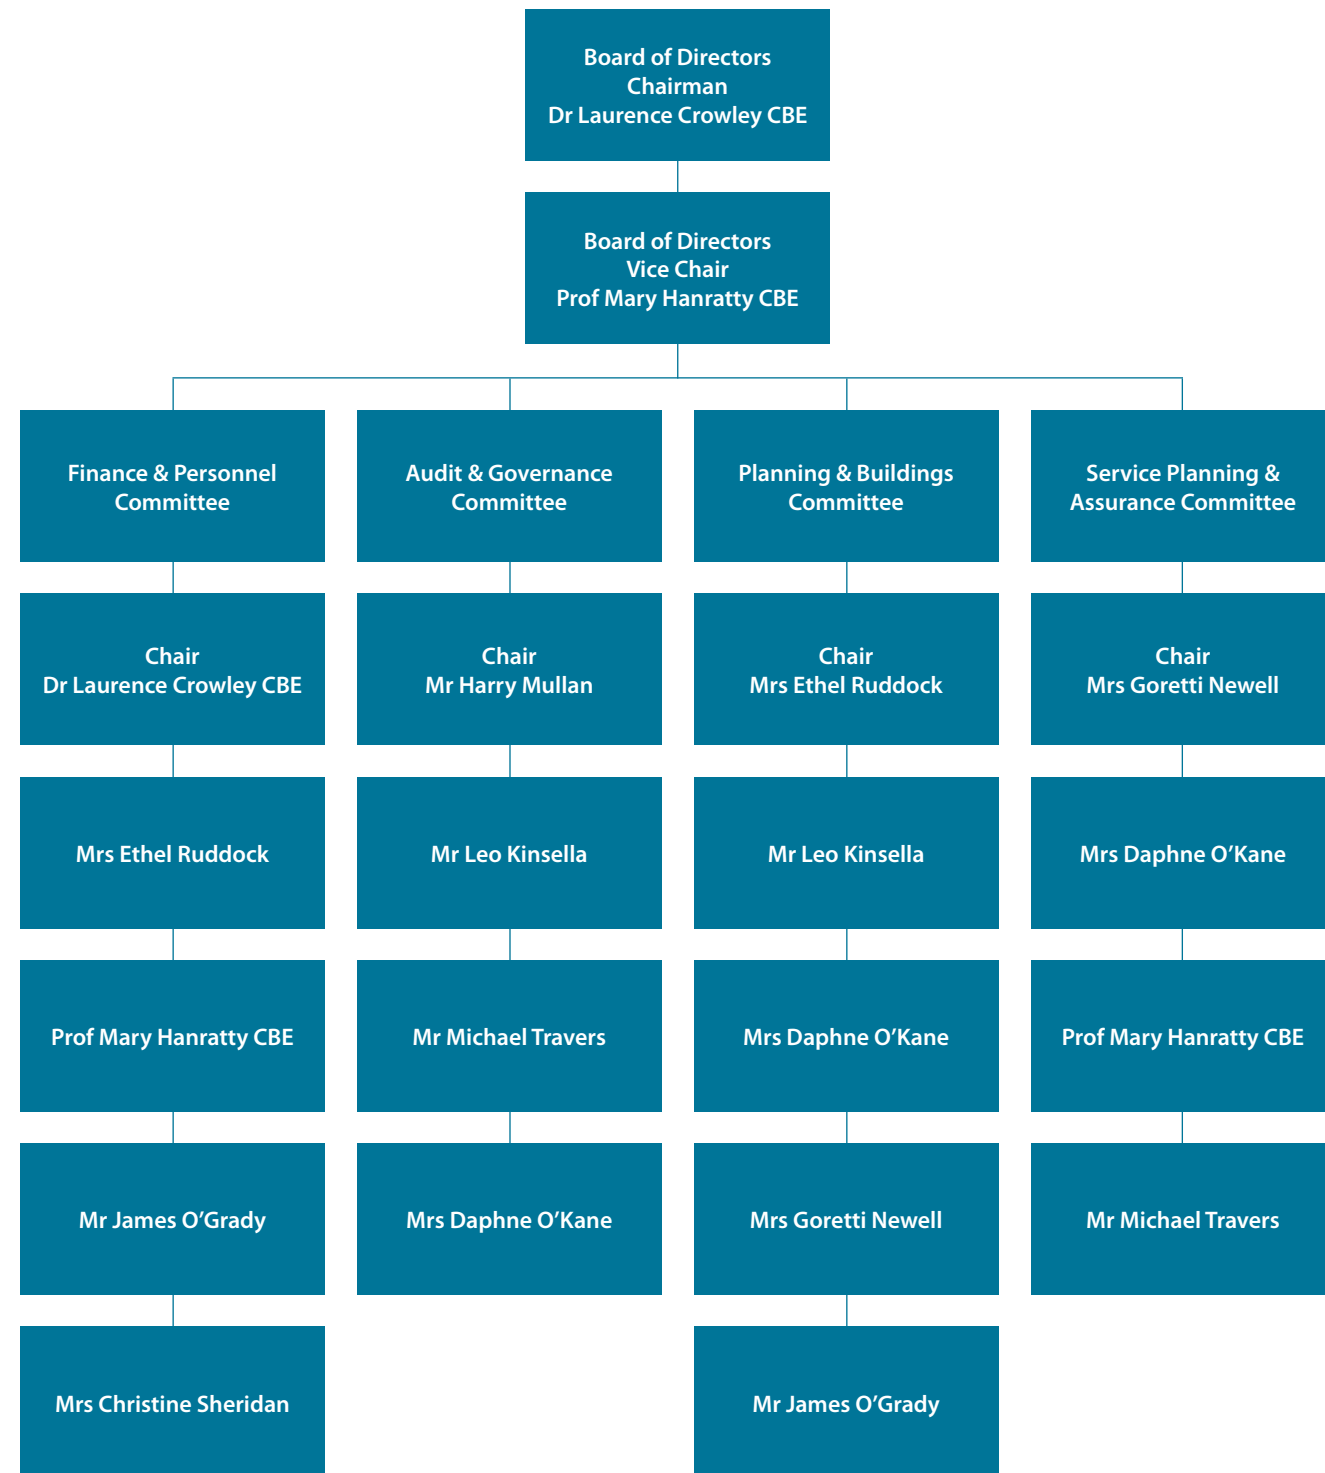 Board of Directors
Chairman
Dr Laurence Crowley CBE
Board of Directors
Vice Chair
Prof Mary Hanratty CBE
Finance & Personnel
Committee
Audit & Governance
Committee
Planning & Buildings
Committee
Service Planning &
Assurance Committee
Chair
Dr Laurence Crowley CBE
Chair
Mr Harry Mullan
Chair
Mrs Ethel Ruddock
Chair
Mrs Goretti Newell
Mrs Ethel Ruddock
Mr Leo Kinsella
Mr Leo Kinsella
Mrs Daphne O’Kane
Prof Mary Hanratty CBE
Mr Michael Travers
Mrs Daphne O’Kane
Prof Mary Hanratty CBE
Mr James O’Grady
Mrs Daphne O’Kane
Mrs Goretti Newell
Mr Michael Travers
Mrs Christine Sheridan
Mr James O’Grady